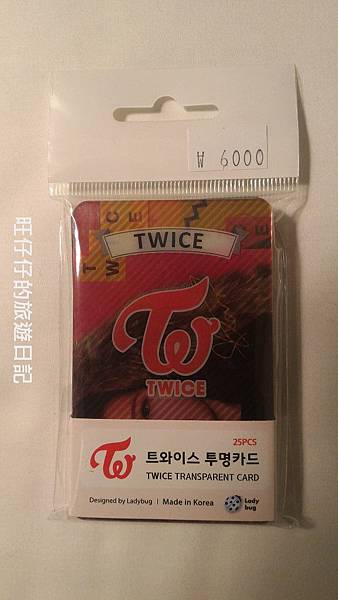 ₩ 6000
TWICE
TWICE
TWICE
25PCS
트와이스 투명카드
TWICE TRANSPARENT CARD
Designed by Ladybug | Made in Korea
Lady
bug
旺仔仔的旅遊日記